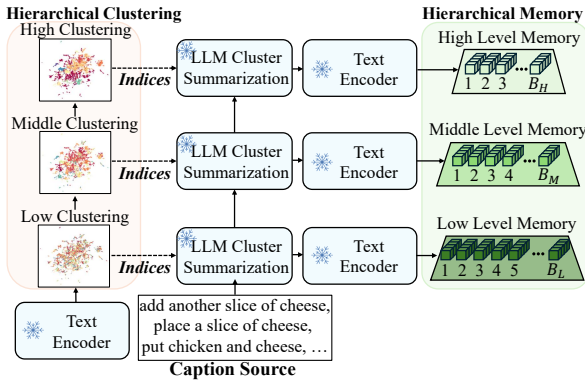 Hierarchical Clustering
Hierarchical Memory
High Clustering
Indices
LLM Cluster
Summarization
Text
Encoder
High Level Memory
1 2 3 ... B_H
Middle Clustering
Indices
LLM Cluster
Summarization
Text
Encoder
Middle Level Memory
1 2 3 4 ... B_M
Low Clustering
Indices
LLM Cluster
Summarization
Text
Encoder
Low Level Memory
1 2 3 4 5 ... B_L
Text
Encoder
add another slice of cheese,
place a slice of cheese,
put chicken and cheese, ...
Caption Source